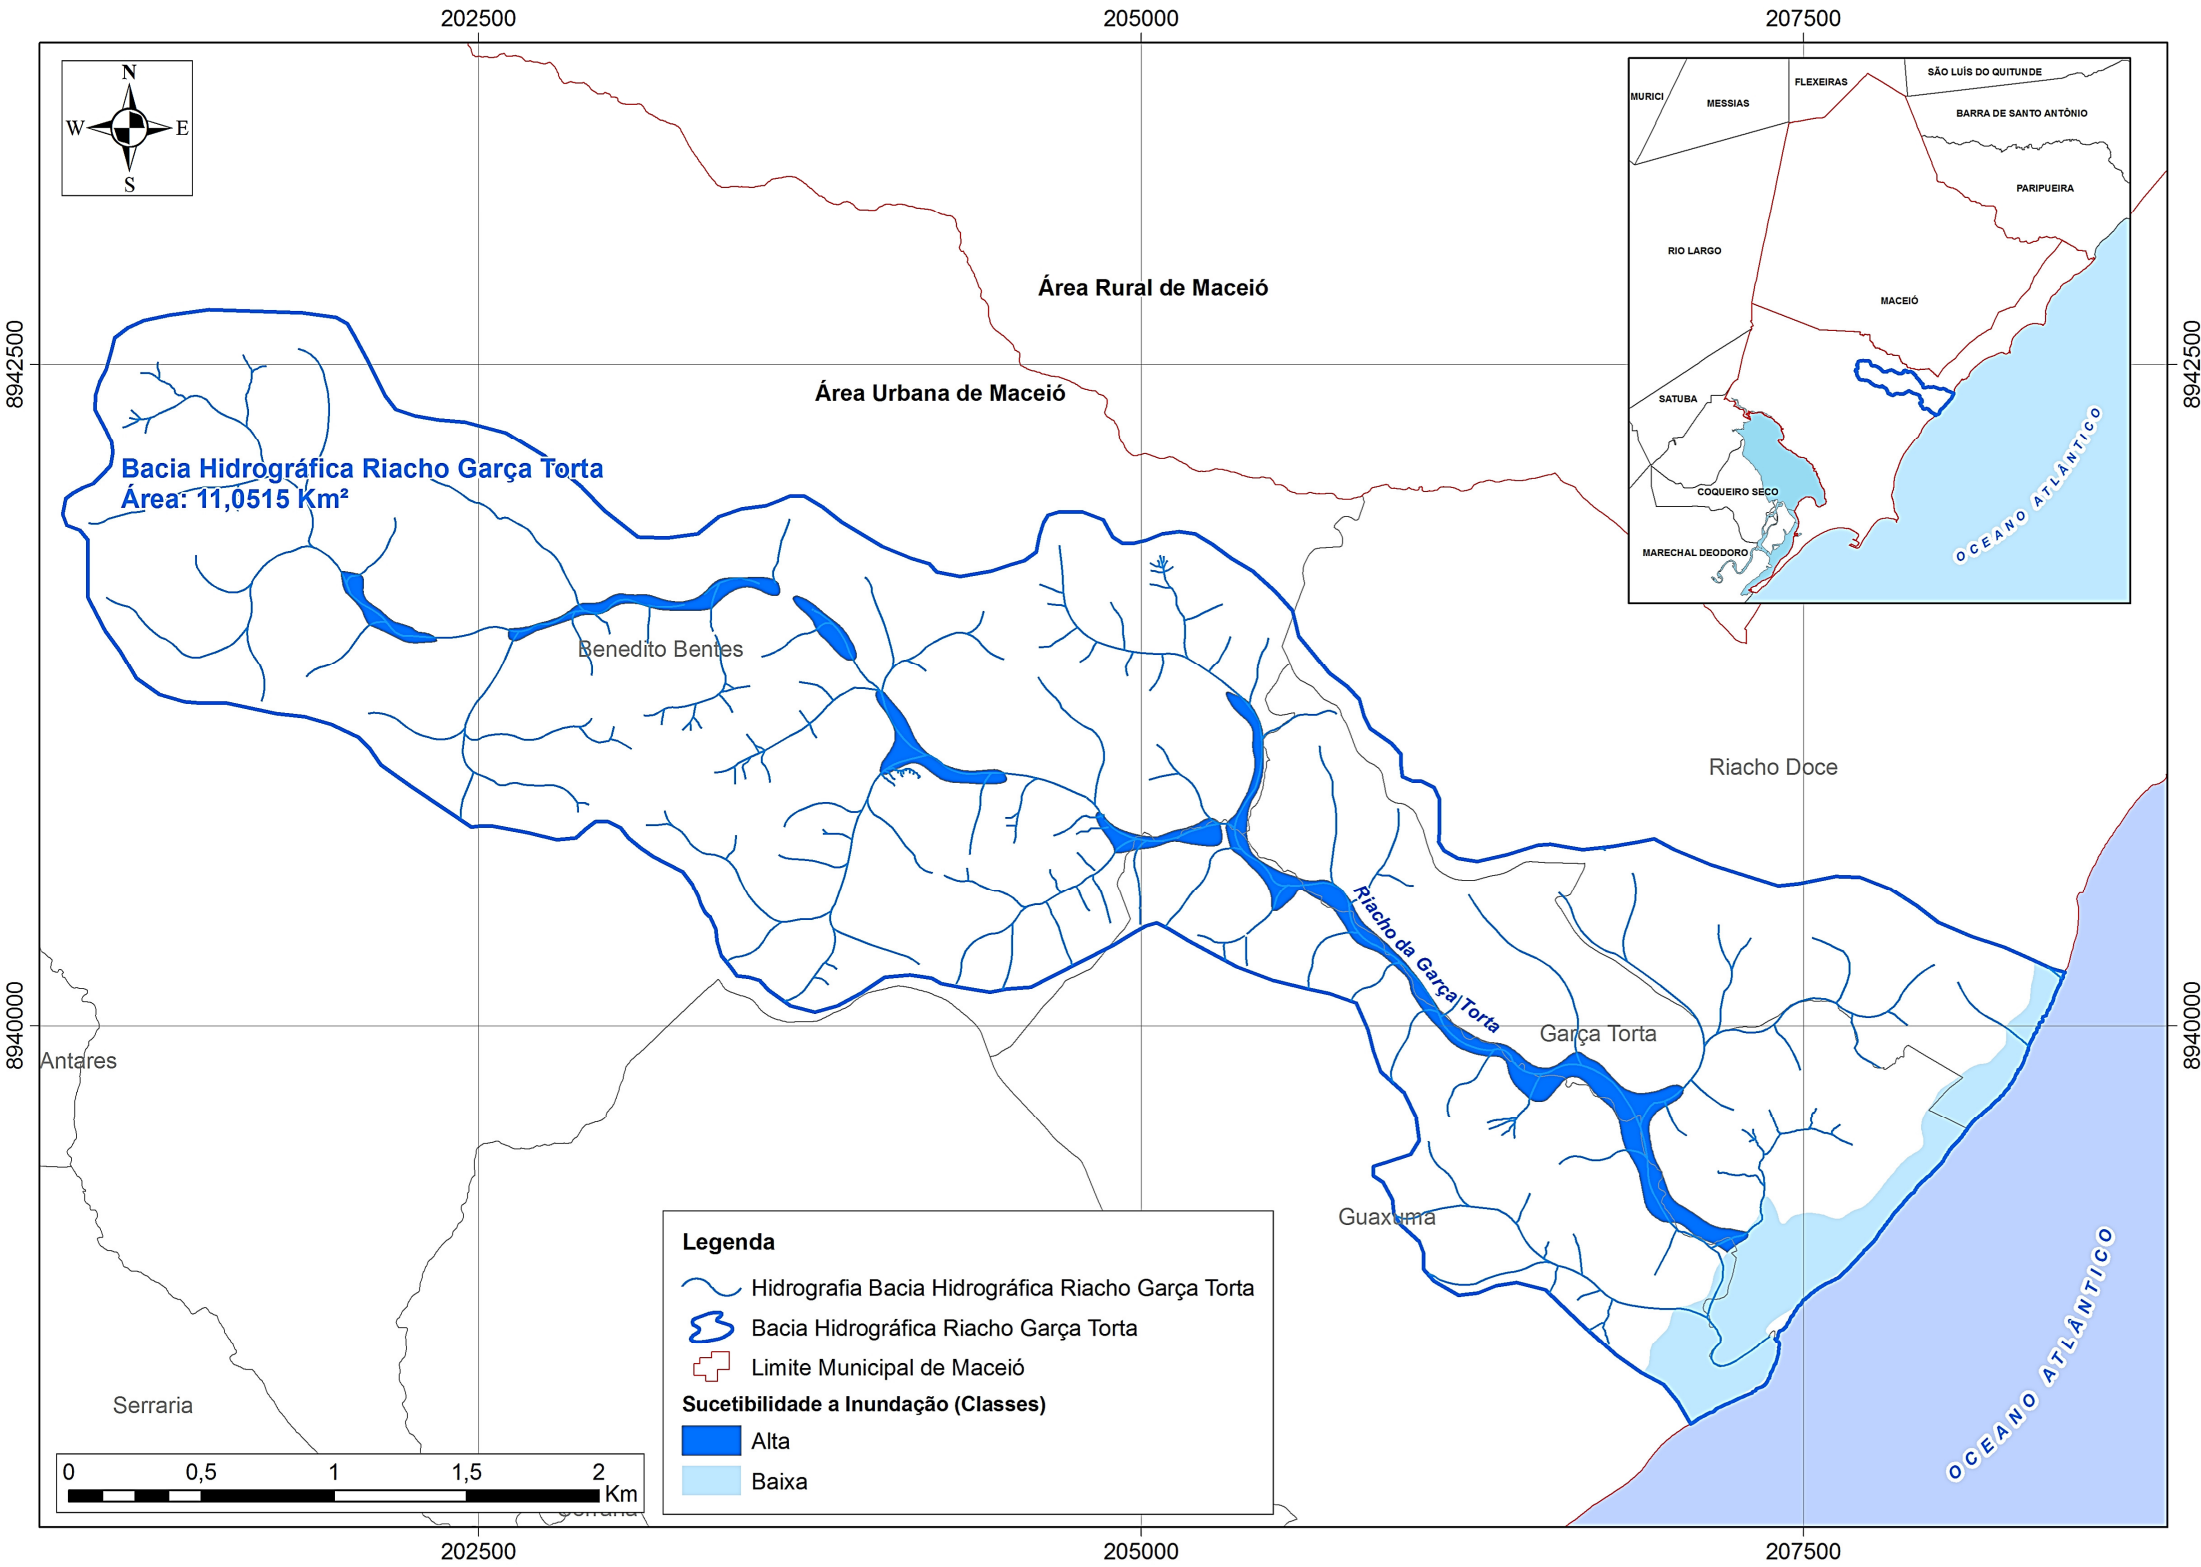 202500
205000
207500
N
W
E
S
MURICI
MESSIAS
FLEXEIRAS
SÃO LUÍS DO QUITUNDE
BARRA DE SANTO ANTÔNIO
PARIPUEIRA
RIO LARGO
MACEIÓ
SATUBA
COQUEIRO SECO
MARECHAL DEODORO
OCEANO ATLÂNTICO
Área Rural de Maceió
Área Urbana de Maceió
8942500
8942500
Bacia Hidrográfica Riacho Garça Torta
Área: 11,0515 Km²
Benedito Bentes
Riacho Doce
Riacho da Garça Torta
Garça Torta
8940000
8940000
Antares
Guaxuma
Serraria
OCEANO ATLÂNTICO
Legenda
Hidrografia Bacia Hidrográfica Riacho Garça Torta
Bacia Hidrográfica Riacho Garça Torta
Limite Municipal de Maceió
Sucetibilidade a Inundação (Classes)
Alta
Baixa
0 0,5 1 1,5 2
Km
202500
205000
207500